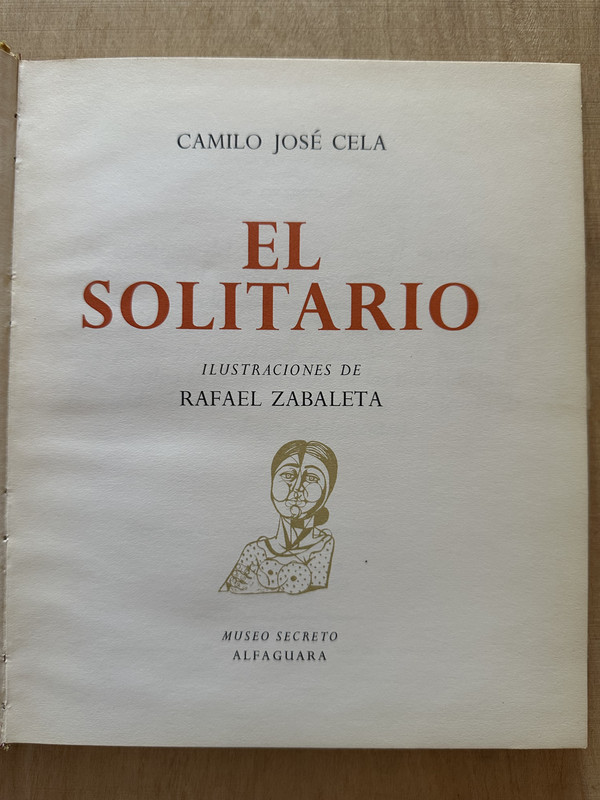 CAMILO JOSÉ CELA
EL
SOLITARIO
ILUSTRACIONES DE
RAFAEL ZABALETA
MUSEO SECRETO
ALFAGUARA